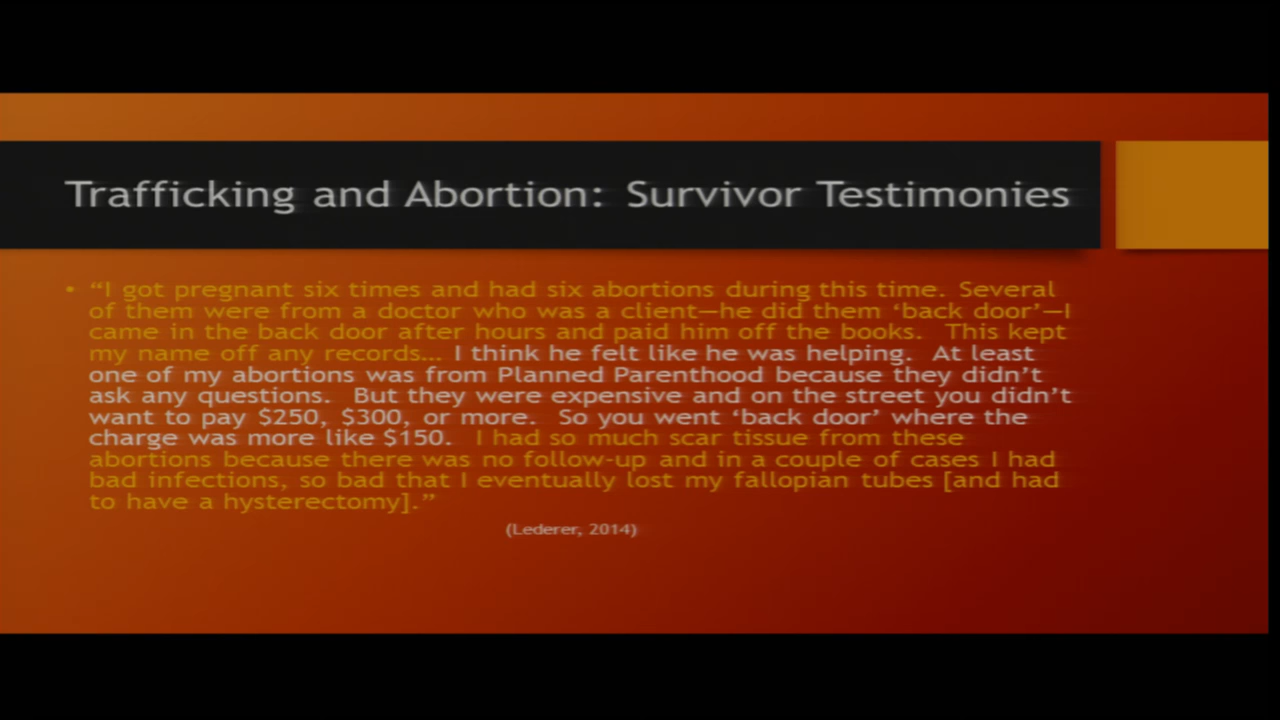 Trafficking and Abortion: Survivor Testimonies
• “I got pregnant six times and had six abortions during this time. Several
of them were from a doctor who was a client—he did them ‘back door’—I
came in the back door after hours and paid him off the books. This kept
my name off any records... I think he felt like he was helping. At least
one of my abortions was from Planned Parenthood because they didn’t
ask any questions. But they were expensive and on the street you didn’t
want to pay $250, $300, or more. So you went ‘back door’ where the
charge was more like $150. I had so much scar tissue from these
abortions because there was no follow-up and in a couple of cases I had
bad infections, so bad that I eventually lost my fallopian tubes [and had
to have a hysterectomy].”
(Lederer, 2014)